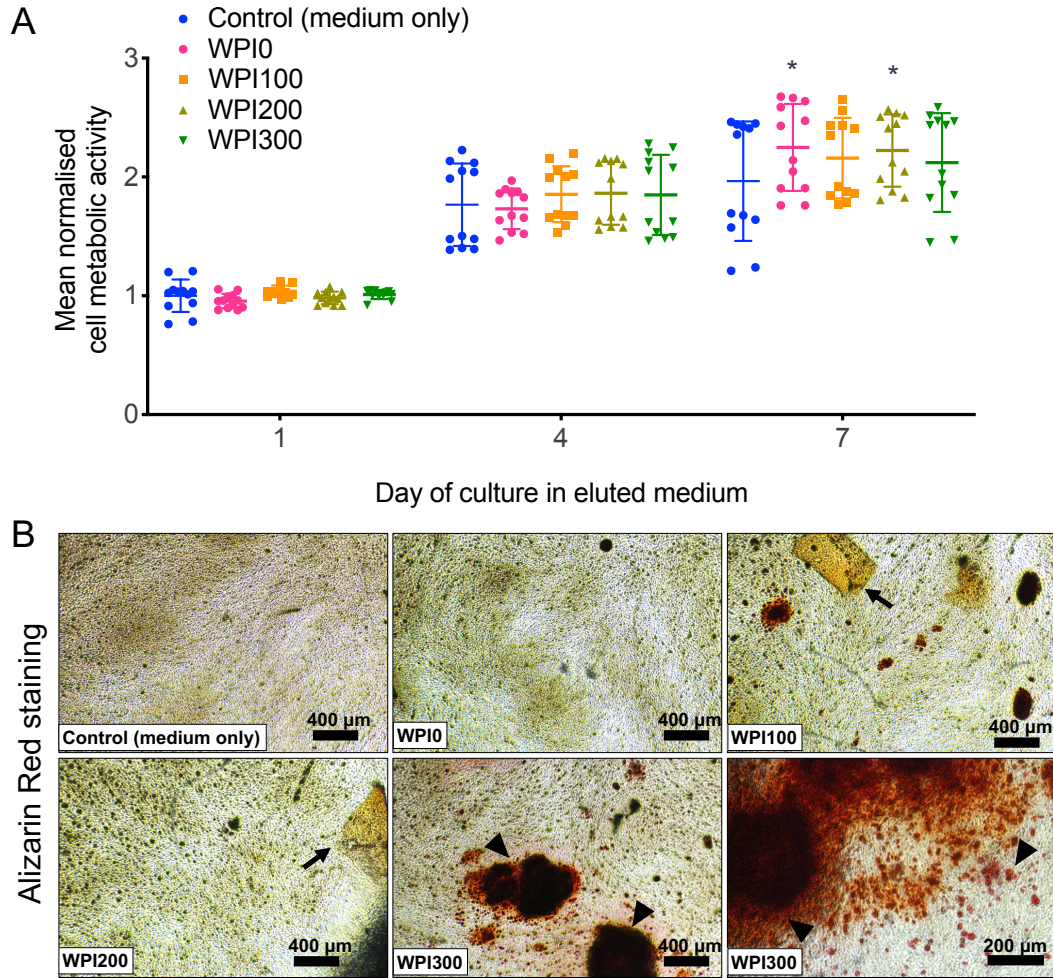 A
Control (medium only)
WPI0
WPI100
WPI200
WPI300
Mean normalised
cell metabolic activity
3
2
1
0
*
*
1
4
7
Day of culture in eluted medium
B
Alizarin Red staining
Control (medium only)
400 µm
WPI0
400 µm
WPI100
400 µm
WPI200
400 µm
WPI300
400 µm
WPI300
200 µm